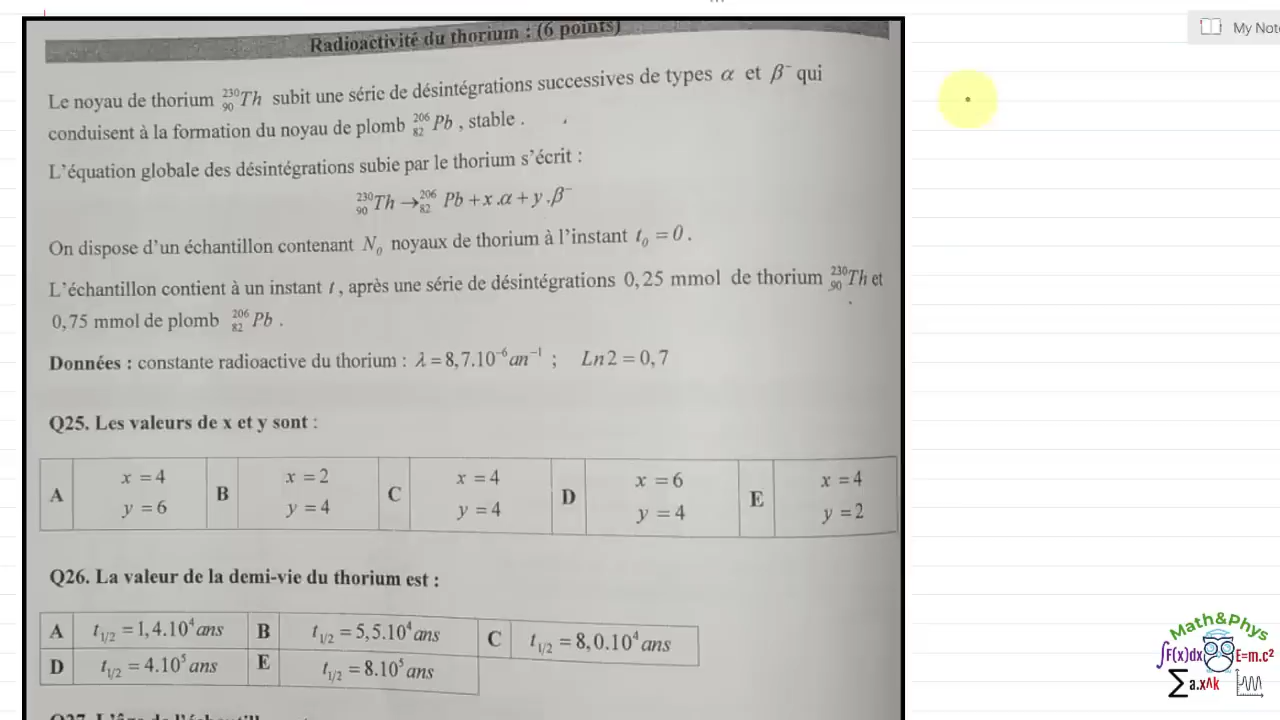 My Not
Radioactivité du thorium : (6 points)
Le noyau de thorium ²³⁰₉₀Th subit une série de désintégrations successives de types α et β⁻ qui
conduisent à la formation du noyau de plomb ²⁰⁶₈₂Pb , stable .
L'équation globale des désintégrations subie par le thorium s'écrit :
²³⁰₉₀Th → ²⁰⁶₈₂Pb + x.α + y.β⁻
On dispose d'un échantillon contenant N₀ noyaux de thorium à l'instant t₀ = 0 .
L'échantillon contient à un instant t , après une série de désintégrations 0,25 mmol de thorium ²³⁰₉₀Th et
0,75 mmol de plomb ²⁰⁶₈₂Pb .
Données : constante radioactive du thorium : λ = 8,7.10⁻⁶ an⁻¹ ; Ln2 = 0,7
Q25. Les valeurs de x et y sont :
A x = 4 y = 6 B x = 2 y = 4 C x = 4 y = 4 D x = 6 y = 4 E x = 4 y = 2
Q26. La valeur de la demi-vie du thorium est :
A t₁/₂ = 1,4.10⁴ ans B t₁/₂ = 5,5.10⁴ ans C t₁/₂ = 8,0.10⁴ ans
D t₁/₂ = 4.10⁵ ans E t₁/₂ = 8.10⁵ ans
Math&Phys
∫F(x)dx E=m.c²
∑ a.x∧k